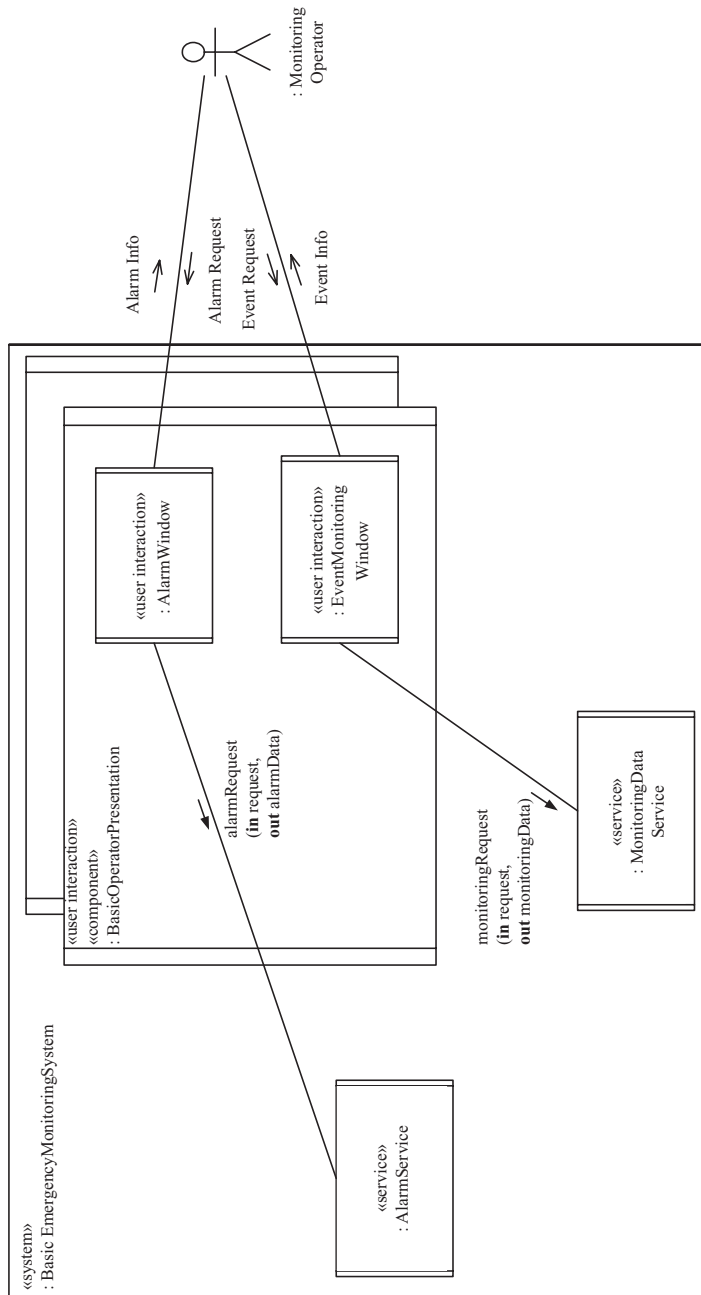 «system»
: Basic EmergencyMonitoringSystem
«user interaction»
«component»
: BasicOperatorPresentation
«user interaction»
: AlarmWindow
«user interaction»
: EventMonitoring
Window
Alarm Info
Alarm Request
Event Request
Event Info
: Monitoring
Operator
alarmRequest
(in request,
out alarmData)
monitoringRequest
(in request,
out monitoringData)
«service»
: AlarmService
«service»
: MonitoringData
Service